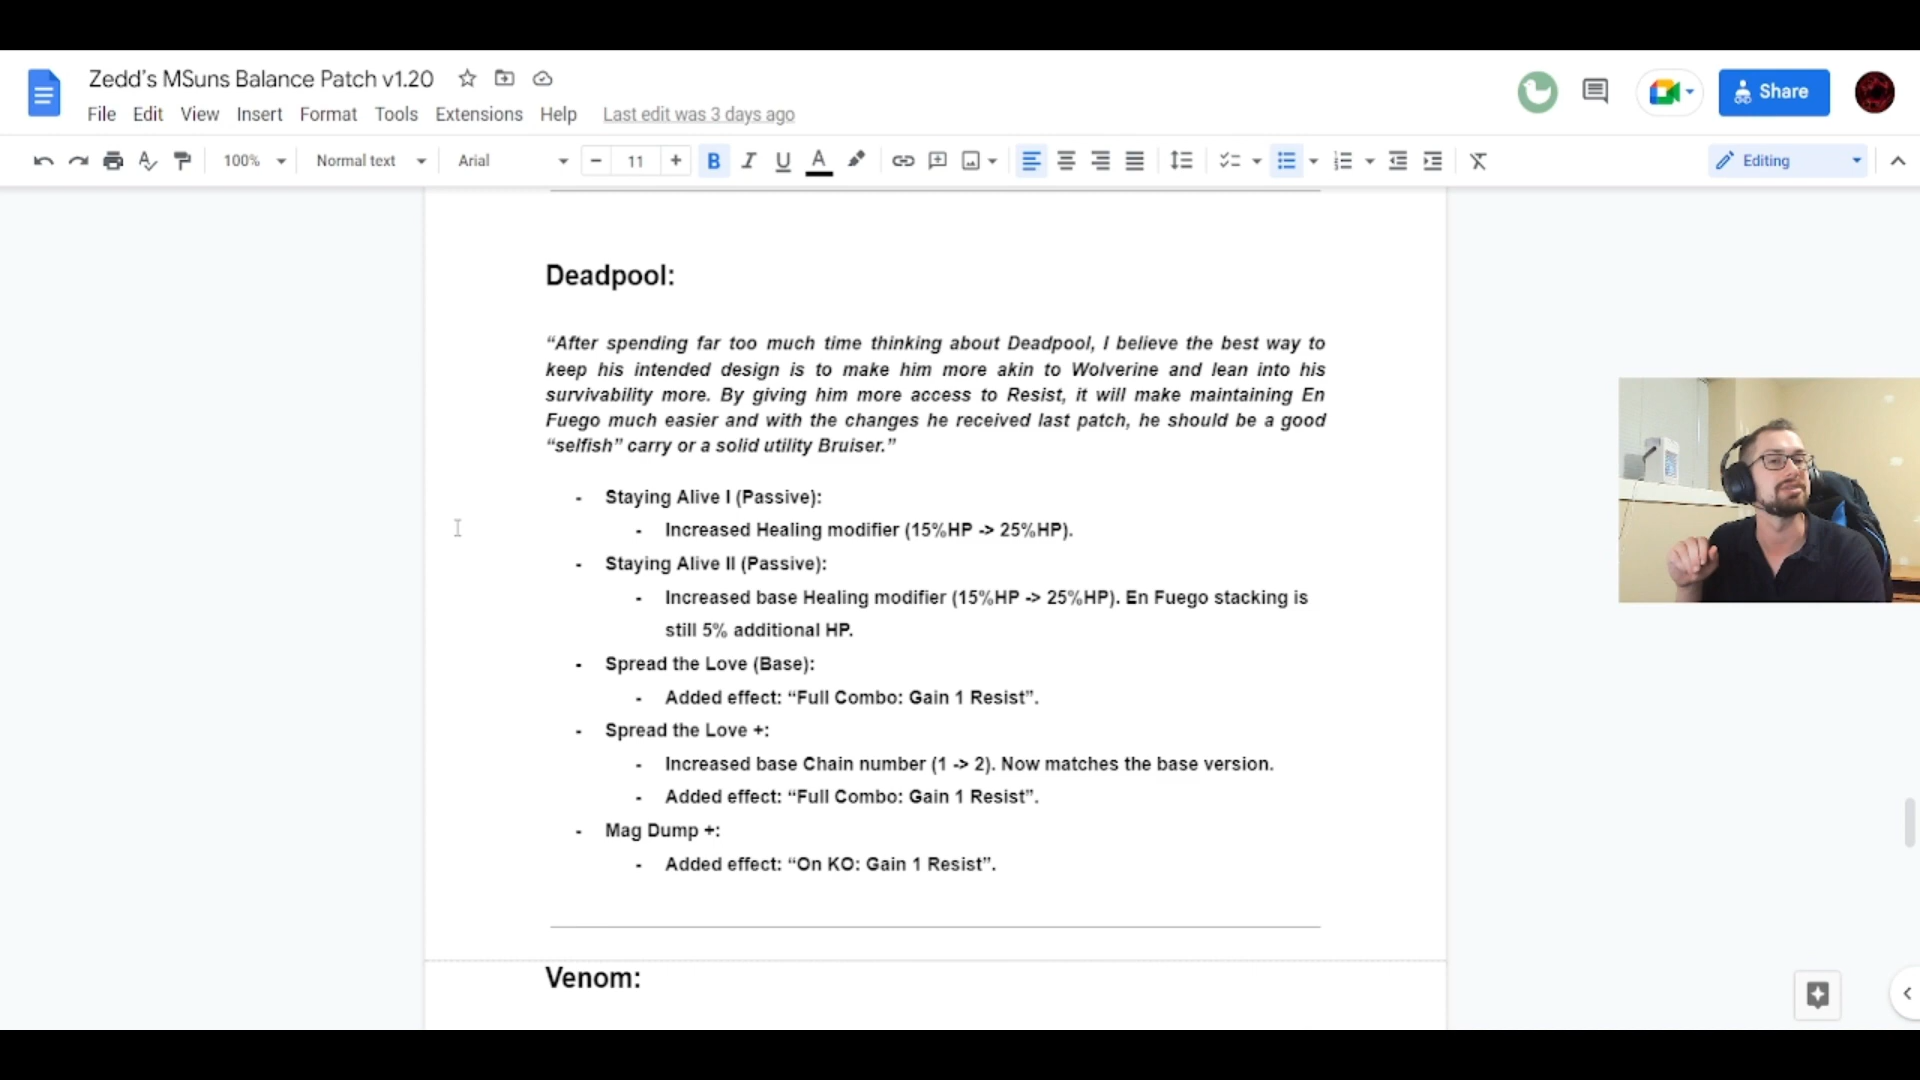 Zedd's MSuns Balance Patch v1.20
File Edit View Insert Format Tools Extensions Help Last edit was 3 days ago
Share
100% Normal text Arial 11 B I U A Editing
Deadpool:
“After spending far too much time thinking about Deadpool, I believe the best way to
keep his intended design is to make him more akin to Wolverine and lean into his
survivability more. By giving him more access to Resist, it will make maintaining En
Fuego much easier and with the changes he received last patch, he should be a good
“selfish” carry or a solid utility Bruiser.”
- Staying Alive I (Passive):
- Increased Healing modifier (15%HP -> 25%HP).
- Staying Alive II (Passive):
- Increased base Healing modifier (15%HP -> 25%HP). En Fuego stacking is
still 5% additional HP.
- Spread the Love (Base):
- Added effect: “Full Combo: Gain 1 Resist”.
- Spread the Love +:
- Increased base Chain number (1 -> 2). Now matches the base version.
- Added effect: “Full Combo: Gain 1 Resist”.
- Mag Dump +:
- Added effect: “On KO: Gain 1 Resist”.
Venom: